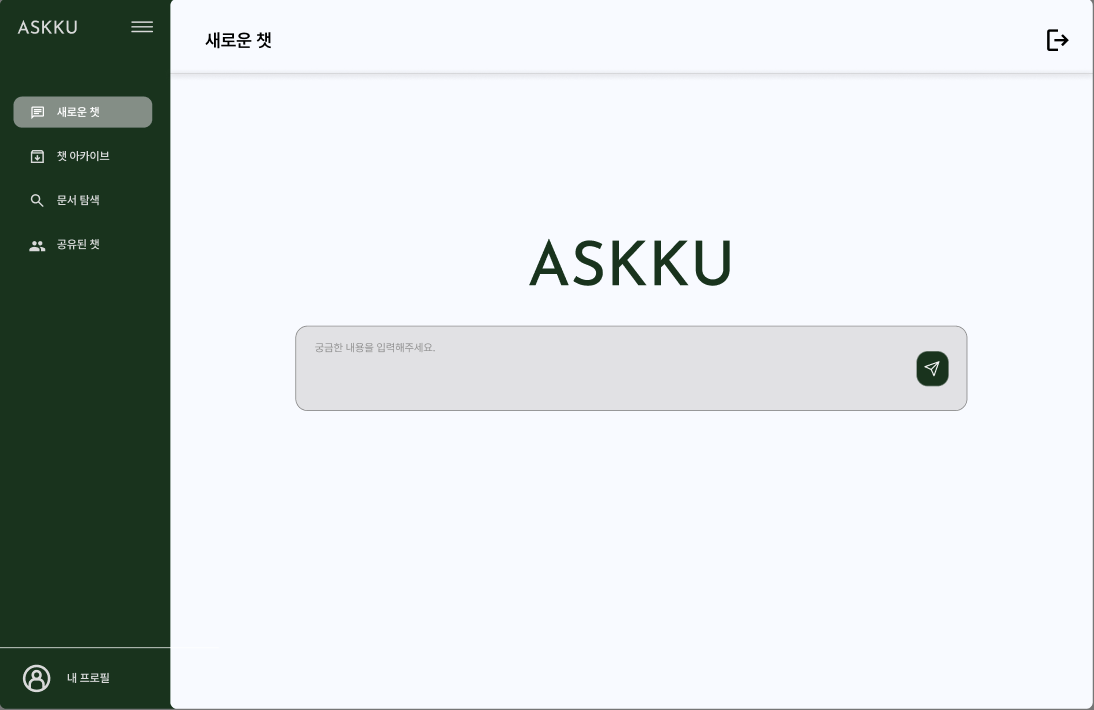 ASKKU
새로운 챗
챗 아카이브
문서 탐색
공유된 챗
내 프로필
새로운 챗
ASKKU
궁금한 내용을 입력해주세요.